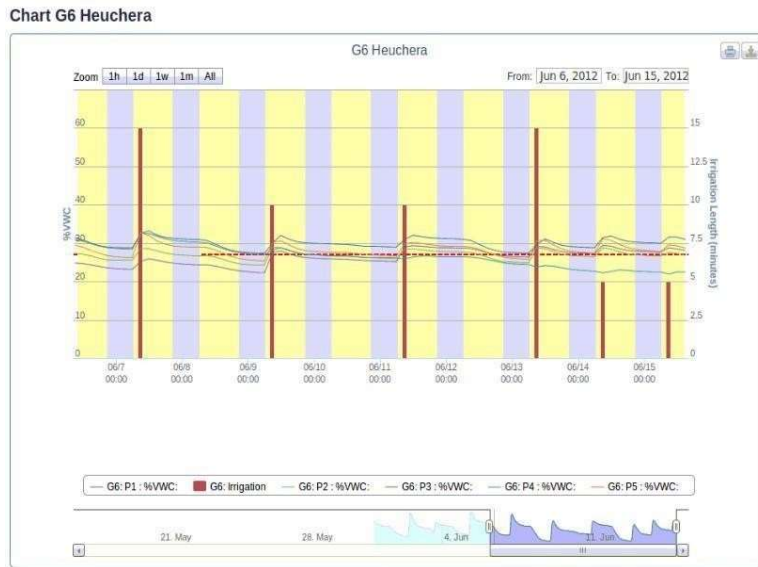 Chart G6 Heuchera
G6 Heuchera
Zoom 1h 1d 1w 1m All
From: Jun 6, 2012 To: Jun 15, 2012
60
50
40
30
20
10
0
%VWC
15
12.5
10
7.5
5
2.5
0
Irrigation Length (minutes)
06/7 06/8 06/9 06/10 06/11 06/12 06/13 06/14 06/15
00:00 00:00 00:00 00:00 00:00 00:00 00:00 00:00 00:00
G6: P1 : %VWC: G6: Irrigation G6: P2 : %VWC: G6: P3 : %VWC: G6: P4 : %VWC: G6: P5 : %VWC:
21. May 28. May 4. Jun 11. Jun